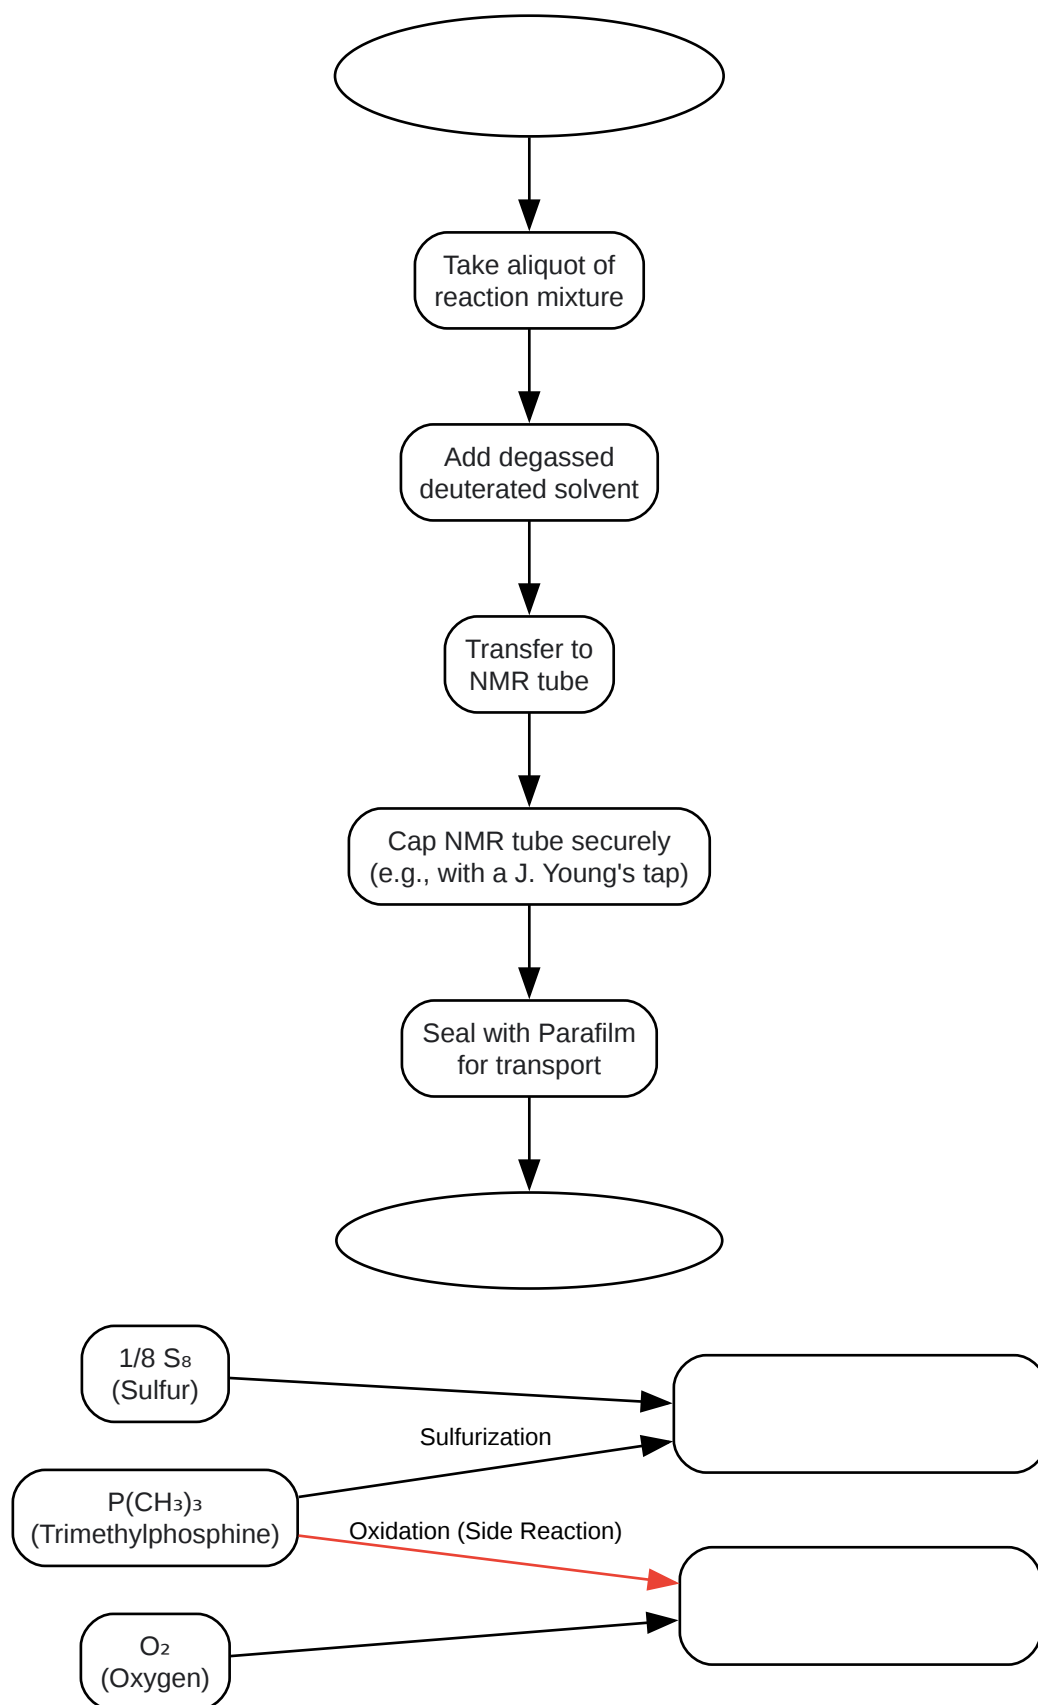 Take aliquot of
reaction mixture
Add degassed
deuterated solvent
Transfer to
NMR tube
Cap NMR tube securely
(e.g., with a J. Young's tap)
Seal with Parafilm
for transport
1/8 S₈
(Sulfur)
Sulfurization
P(CH₃)₃
(Trimethylphosphine)
Oxidation (Side Reaction)
O₂
(Oxygen)